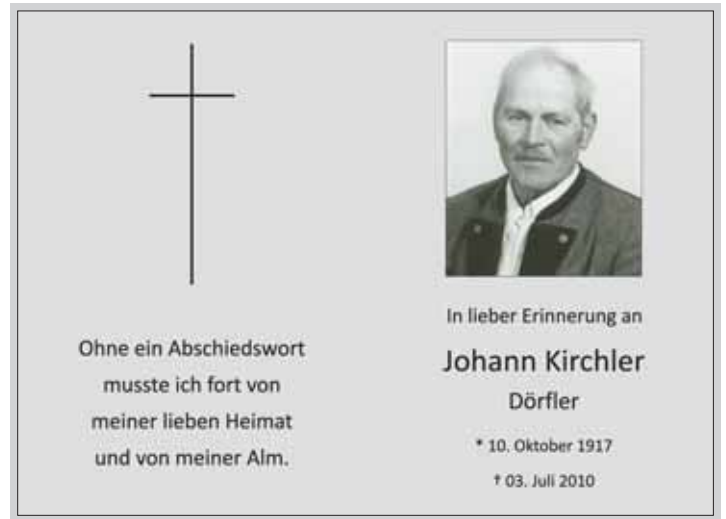 Ohne ein Abschiedswort
musste ich fort von
meiner lieben Heimat
und von meiner Alm.
In lieber Erinnerung an
Johann Kirchler
Dörfler
* 10. Oktober 1917
† 03. Juli 2010